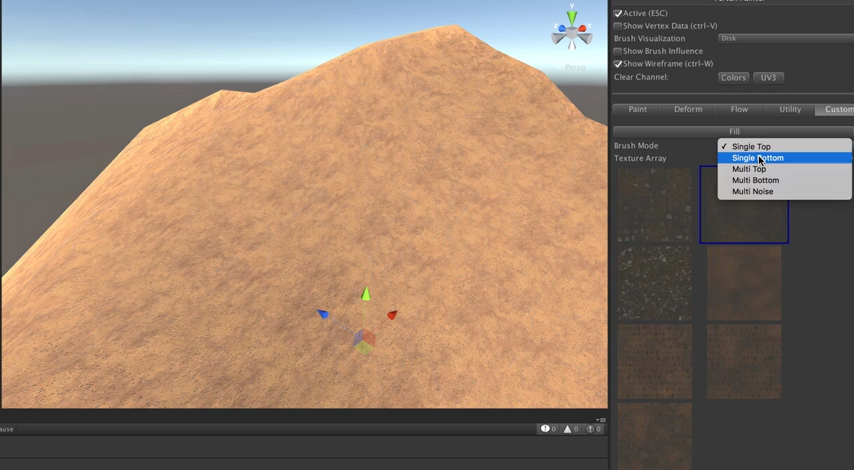 Active (ESC)
Show Vertex Data (ctrl-V)
Brush Visualization
Disk
Show Brush Influence
Show Wireframe (ctrl-W)
Clear Channel:
Colors
UV3
Paint
Deform
Flow
Utility
Custom
Fill
Brush Mode
✓ Single Top
Texture Array
Single Bottom
Multi Top
Multi Bottom
Multi Noise
y
z
x
Persp
ause
0
0
0